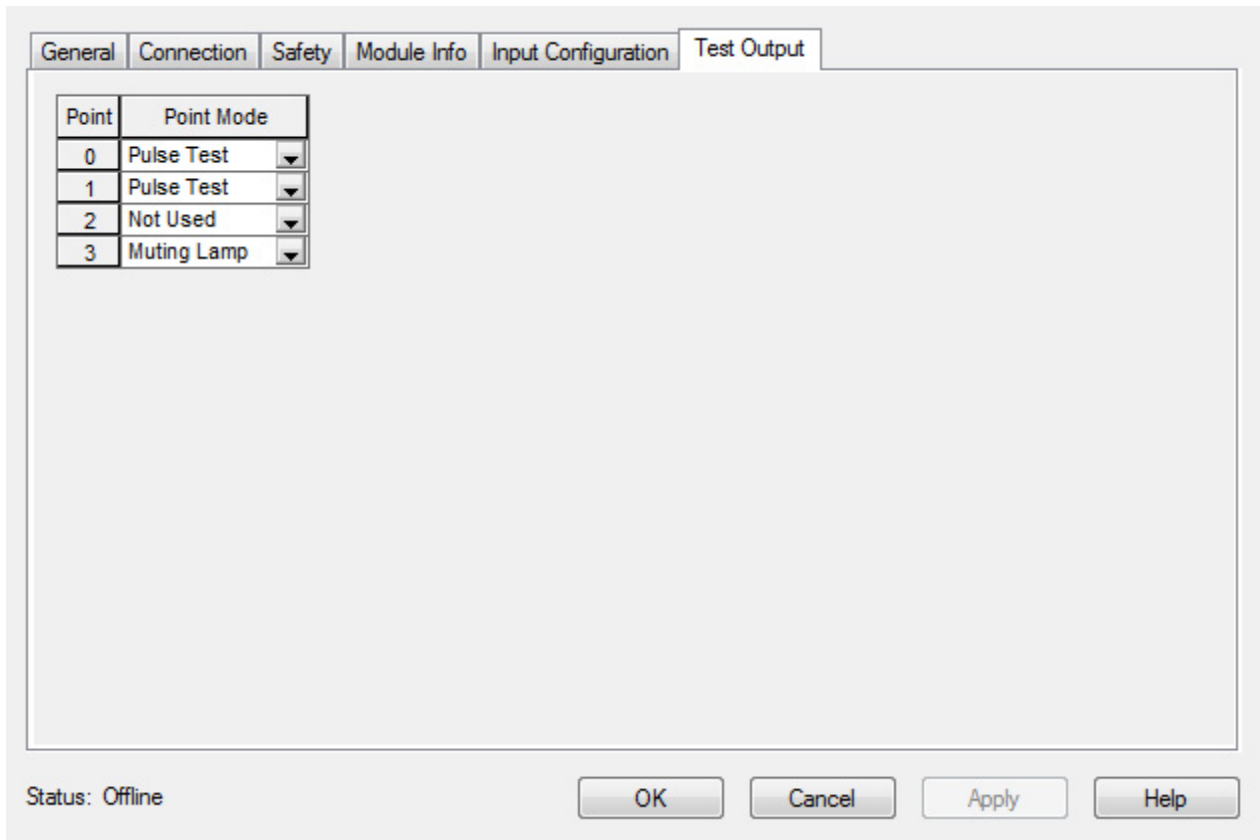 General Connection Safety Module Info Input Configuration Test Output
Point Point Mode
0 Pulse Test
1 Pulse Test
2 Not Used
3 Muting Lamp
Status: Offline OK Cancel Apply Help